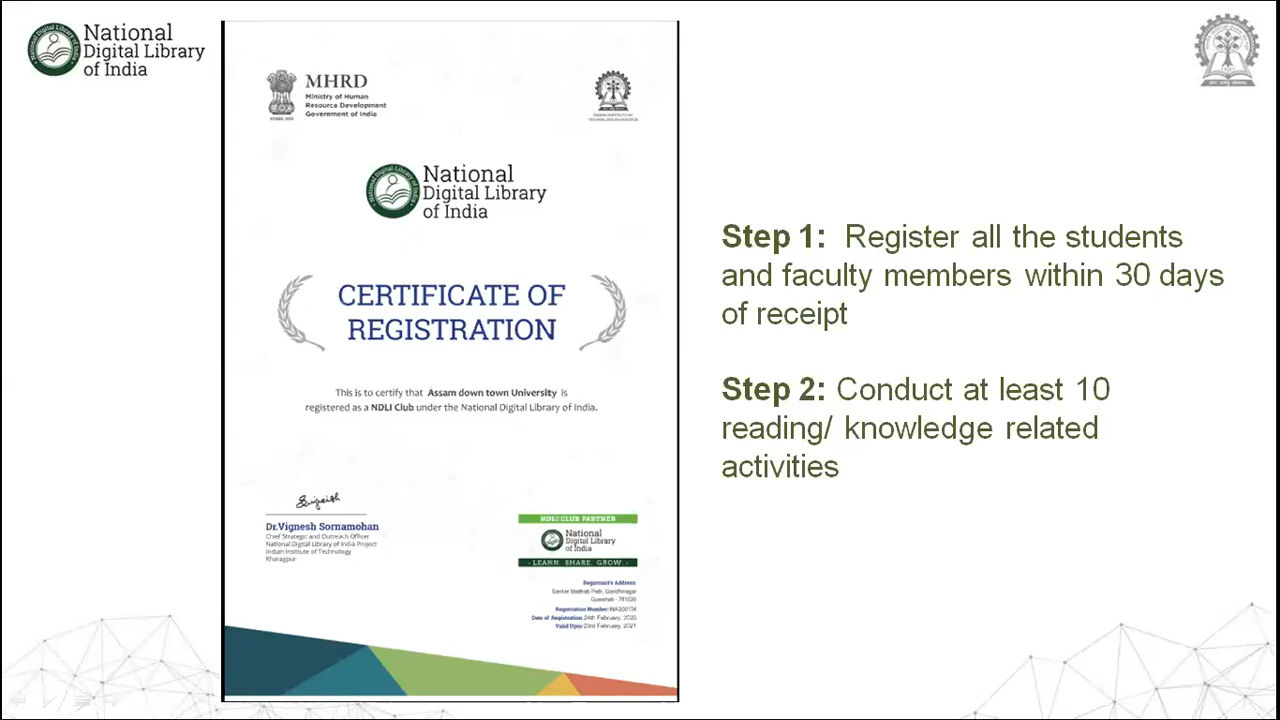 National
Digital Library
of India
MHRD
Ministry of Human
Resource Development
Government of India
National
Digital Library
of India
CERTIFICATE OF
REGISTRATION
This is to certify that Assam down town University is
registered as a NDLI Club under the National Digital Library of India.
Dr.Vignesh Sornamohan
Chief Strategic and Outreach Officer
National Digital Library of India Project
Indian Institute of Technology
Kharagpur
NDLI CLUB PARTNER
National
Digital Library
of India
- LEARN. SHARE. GROW. -
Registrant's Address:
Sankar Madhab Path, Gandhinagar
Guwahati - 781026
Registration Number:
Date of Registration:24th February, 2020
Valid Upto:23rd February, 2021
Step 1: Register all the students
and faculty members within 30 days
of receipt
Step 2: Conduct at least 10
reading/ knowledge related
activities